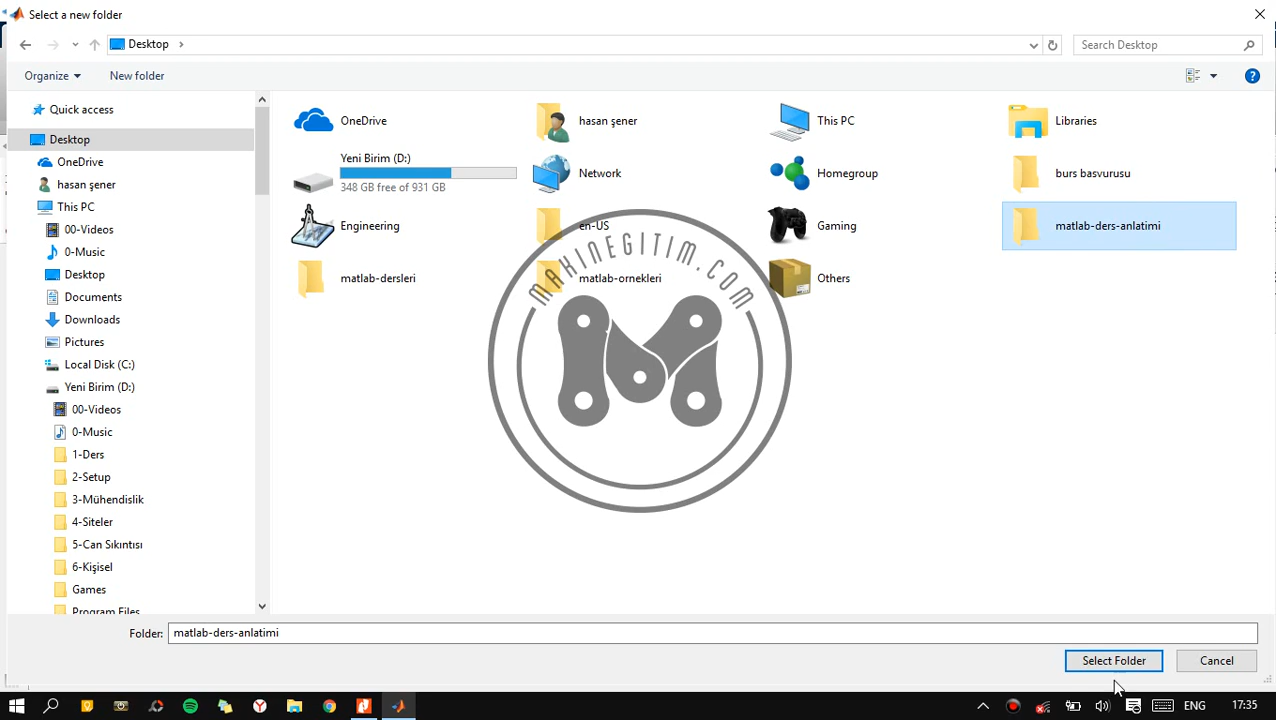 Select a new folder
Desktop
Search Desktop
Organize
New folder
Quick access
Desktop
OneDrive
hasan şener
This PC
00-Videos
0-Music
Desktop
Documents
Downloads
Pictures
Local Disk (C:)
Yeni Birim (D:)
00-Videos
0-Music
1-Ders
2-Setup
3-Mühendislik
4-Siteler
5-Can Sıkıntısı
6-Kişisel
Games
Program Files
OneDrive
hasan şener
This PC
Libraries
Yeni Birim (D:)
348 GB free of 931 GB
Network
Homegroup
burs basvurusu
Engineering
en-US
Gaming
matlab-ders-anlatimi
matlab-dersleri
matlab-ornekleri
Others
MAKINEGITIM.COM
Folder:
matlab-ders-anlatimi
Select Folder
Cancel
ENG
17:35